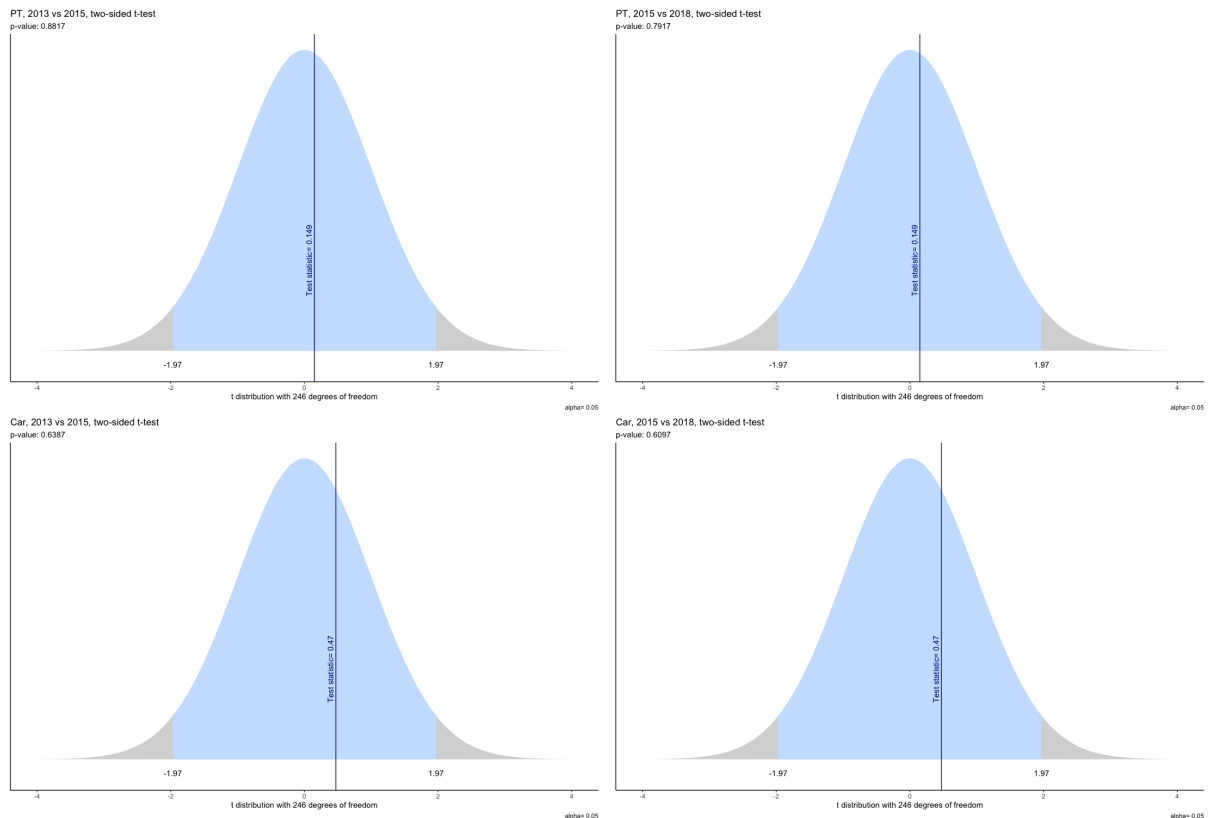 PT, 2013 vs 2015, two-sided t-test
p-value: 0.8817
Test statistic= 0.149
-1.97
1.97
-4
-2
0
2
4
t distribution with 246 degrees of freedom
alpha= 0.05
PT, 2015 vs 2018, two-sided t-test
p-value: 0.7917
Test statistic= 0.149
-1.97
1.97
-4
-2
0
2
4
t distribution with 246 degrees of freedom
alpha= 0.05
Car, 2013 vs 2015, two-sided t-test
p-value: 0.6387
Test statistic= 0.47
-1.97
1.97
-4
-2
0
2
4
t distribution with 246 degrees of freedom
alpha= 0.05
Car, 2015 vs 2018, two-sided t-test
p-value: 0.6097
Test statistic= 0.47
-1.97
1.97
-4
-2
0
2
4
t distribution with 246 degrees of freedom
alpha= 0.05